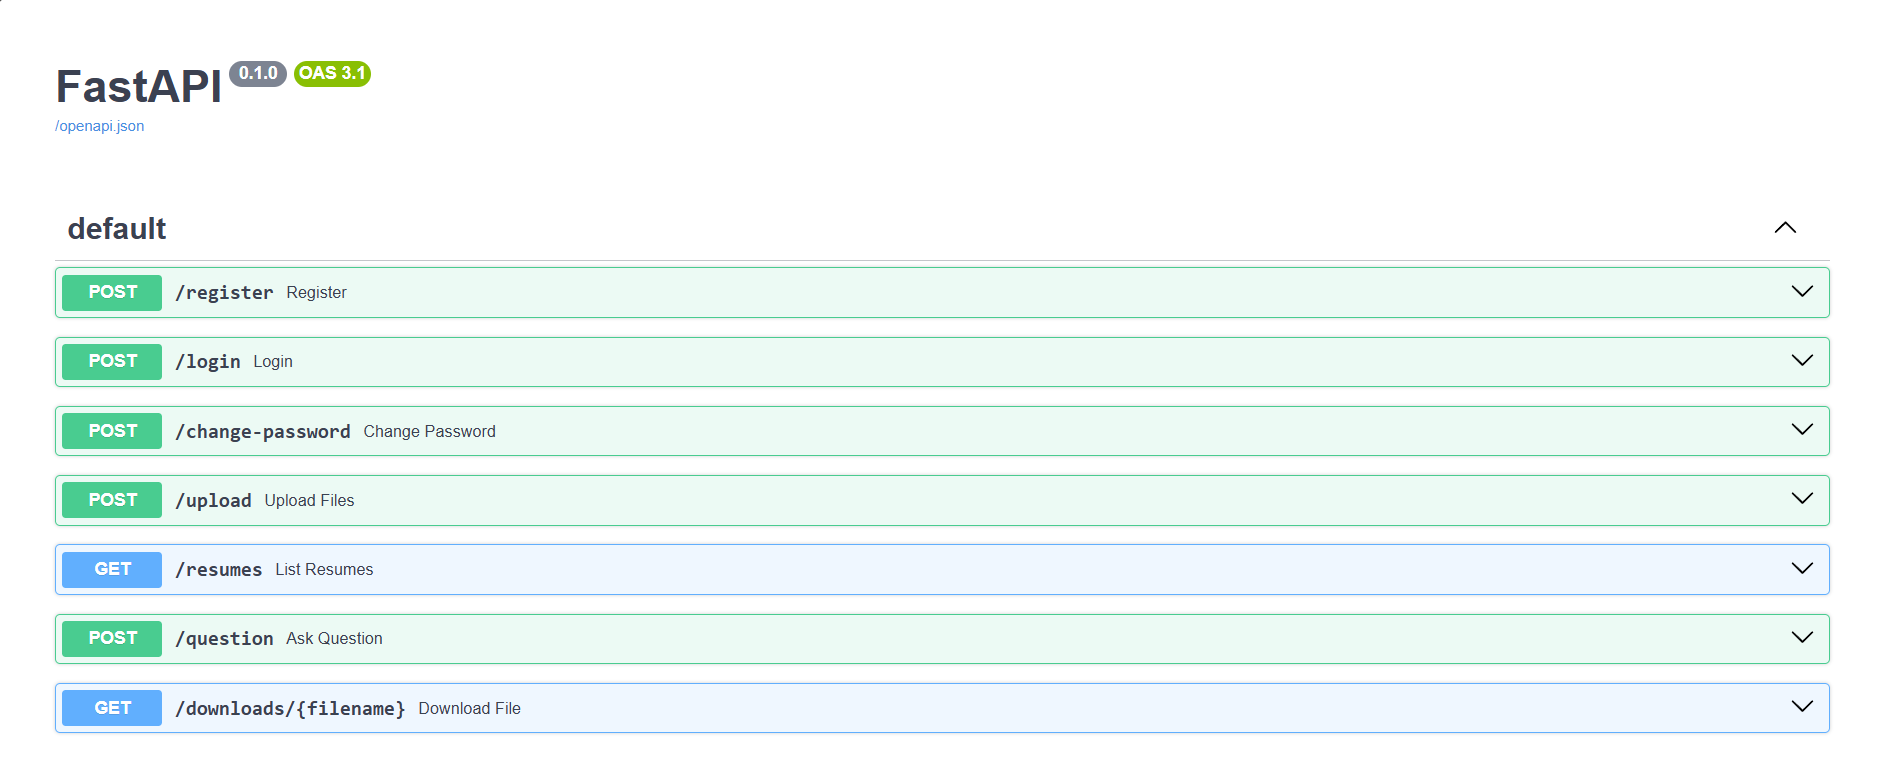 FastAPI 0.1.0 OAS 3.1
/openapi.json
default
POST /register Register
POST /login Login
POST /change-password Change Password
POST /upload Upload Files
GET /resumes List Resumes
POST /question Ask Question
GET /downloads/{filename} Download File